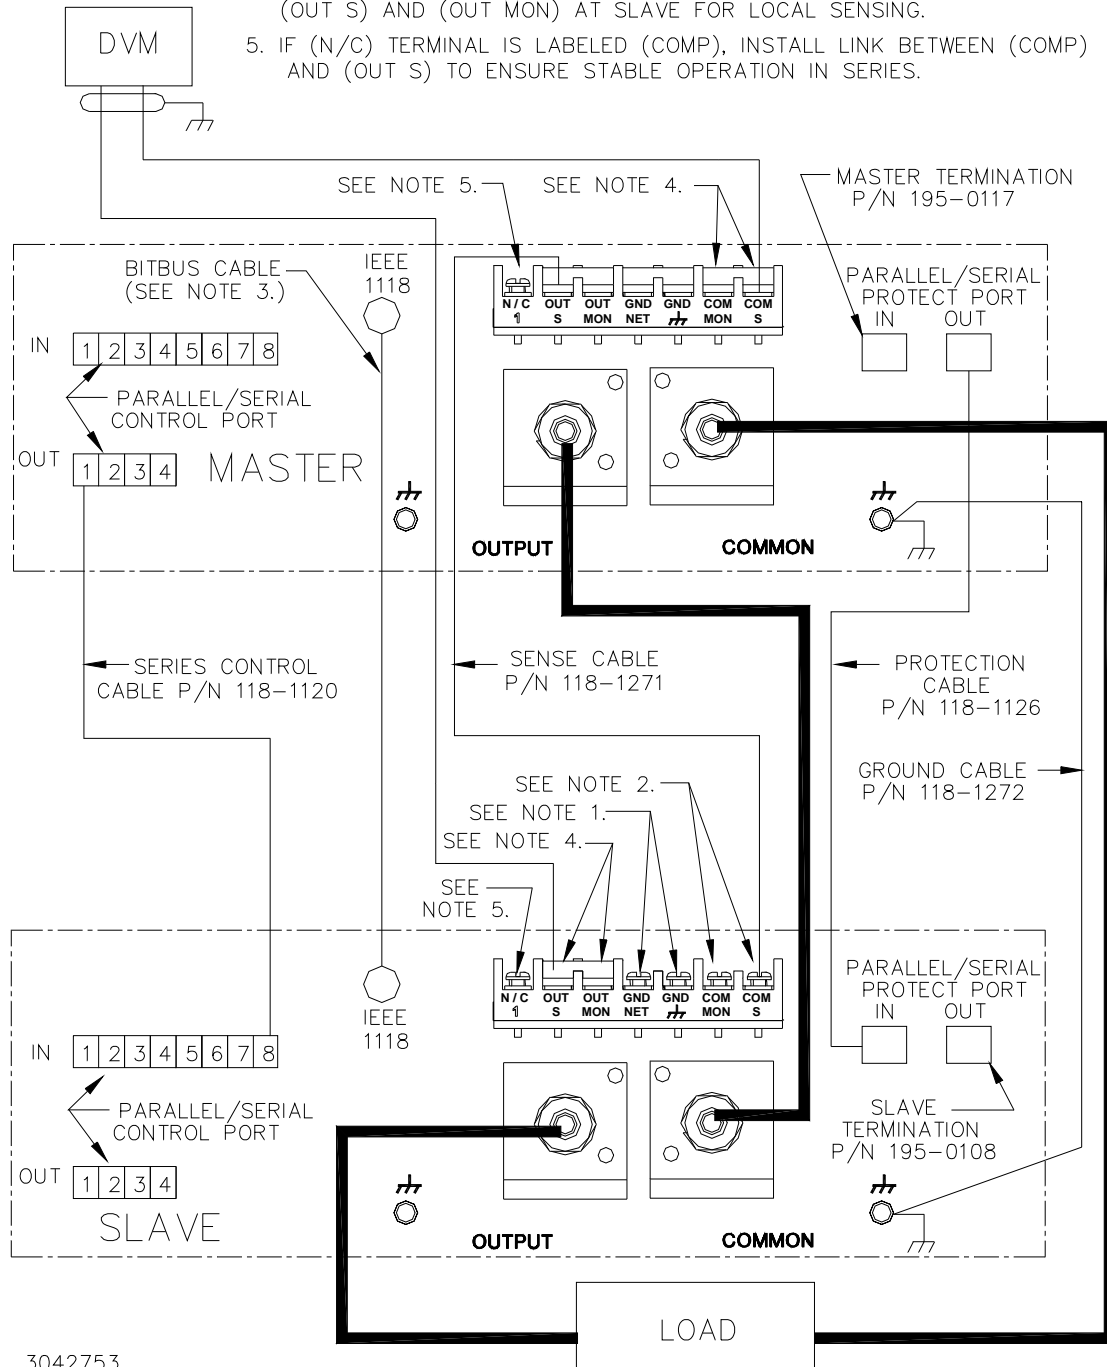 (OUT S) AND (OUT MON) AT SLAVE FOR LOCAL SENSING.
DVM
5. IF (N/C) TERMINAL IS LABELED (COMP), INSTALL LINK BETWEEN (COMP)
AND (OUT S) TO ENSURE STABLE OPERATION IN SERIES.
SEE NOTE 5.
SEE NOTE 4.
MASTER TERMINATION
P/N 195-0117
BITBUS CABLE
(SEE NOTE 3.)
IEEE
1118
N / C
1
OUT
S
OUT
MON
GND
NET
GND
COM
MON
COM
S
PARALLEL/SERIAL
PROTECT PORT
IN OUT
IN 1 2 3 4 5 6 7 8
PARALLEL/SERIAL
CONTROL PORT
OUT 1 2 3 4
MASTER
OUTPUT
COMMON
SERIES CONTROL
CABLE P/N 118-1120
SENSE CABLE
P/N 118-1271
PROTECTION
CABLE
P/N 118-1126
GROUND CABLE
P/N 118-1272
SEE NOTE 2.
SEE NOTE 1.
SEE NOTE 4.
SEE
NOTE 5.
IEEE
1118
N / C
1
OUT
S
OUT
MON
GND
NET
GND
COM
MON
COM
S
PARALLEL/SERIAL
PROTECT PORT
IN OUT
IN 1 2 3 4 5 6 7 8
PARALLEL/SERIAL
CONTROL PORT
OUT 1 2 3 4
SLAVE
SLAVE
TERMINATION
P/N 195-0108
OUTPUT
COMMON
LOAD
3042753